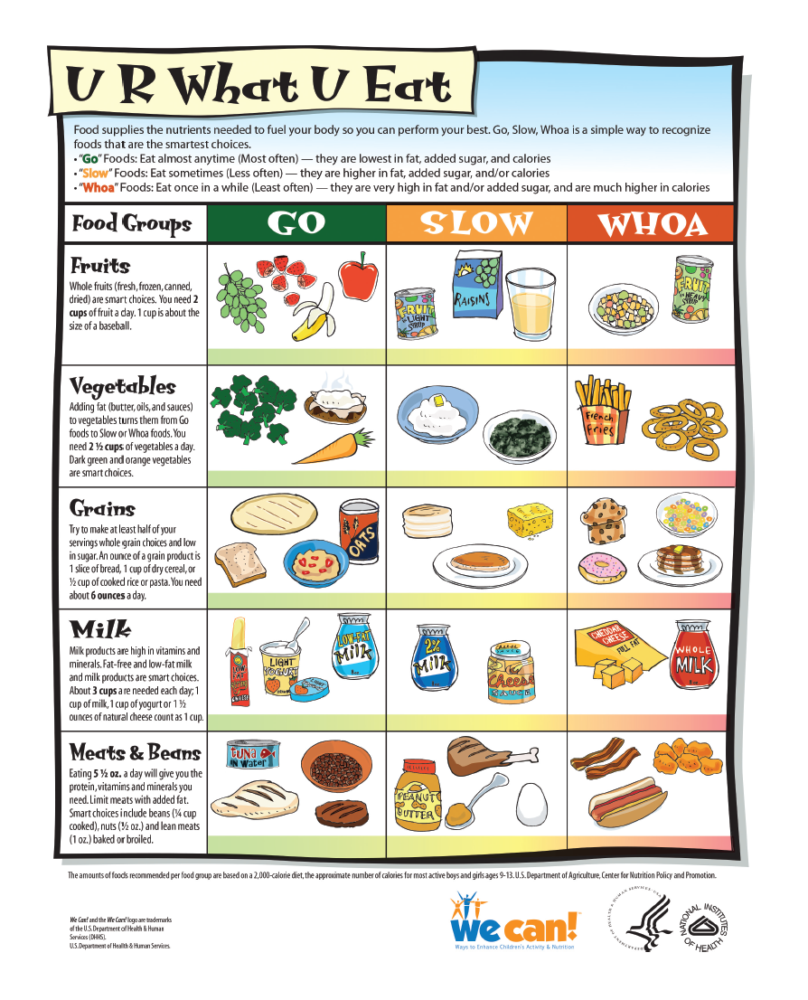 U R What U Eat
Food supplies the nutrients needed to fuel your body so you can perform your best. Go, Slow, Whoa is a simple way to recognize
foods that are the smartest choices.
• "Go" Foods: Eat almost anytime (Most often) — they are lowest in fat, added sugar, and calories
• "Slow" Foods: Eat sometimes (Less often) — they are higher in fat, added sugar, and/or calories
• "Whoa" Foods: Eat once in a while (Least often) — they are very high in fat and/or added sugar, and are much higher in calories
Food Groups
GO
SLOW
WHOA
Fruits
Whole fruits (fresh, frozen, canned,
dried) are smart choices. You need 2
cups of fruit a day. 1 cup is about the
size of a baseball.
FRUIT
IN LIGHT
SYRUP
RAISINS
FRUIT
IN HEAVY
SYRUP
Vegetables
Adding fat (butter, oils, and sauces)
to vegetables turns them from Go
foods to Slow or Whoa foods. You
need 2 ½ cups of vegetables a day.
Dark green and orange vegetables
are smart choices.
French
Fries
Grains
Try to make at least half of your
servings whole grain choices and low
in sugar. An ounce of a grain product is
1 slice of bread, 1 cup of dry cereal, or
½ cup of cooked rice or pasta. You need
about 6 ounces a day.
OATS
Milk
Milk products are high in vitamins and
minerals. Fat-free and low-fat milk
and milk products are smart choices.
About 3 cups are needed each day; 1
cup of milk, 1 cup of yogurt or 1 ½
ounces of natural cheese count as 1 cup.
LOW
FAT
CHEESE
LIGHT
YOGURT
LOW-FAT
Milk
8oz
2%
Milk
8oz
Cheese
SAUCE
Cheese
SAUCE
CHEDDAR
CHEESE
FULL FAT
WHOLE
MILK
8oz
Meats & Beans
Eating 5 ½ oz. a day will give you the
protein, vitamins and minerals you
need. Limit meats with added fat.
Smart choices include beans (¼ cup
cooked), nuts (½ oz.) and lean meats
(1 oz.) baked or broiled.
TUNA
IN Water
PEANUT
BUTTER
The amounts of foods recommended per food group are based on a 2,000-calorie diet, the approximate number of calories for most active boys and girls ages 9-13. U.S. Department of Agriculture, Center for Nutrition Policy and Promotion.
We Can! and the We Can! logo are trademarks
of the U.S. Department of Health & Human
Services (DHHS).
U.S. Department of Health & Human Services.
we can!
Ways to Enhance Children's Activity & Nutrition
DEPARTMENT OF HEALTH & HUMAN SERVICES · USA
NATIONAL INSTITUTES
OF HEALTH